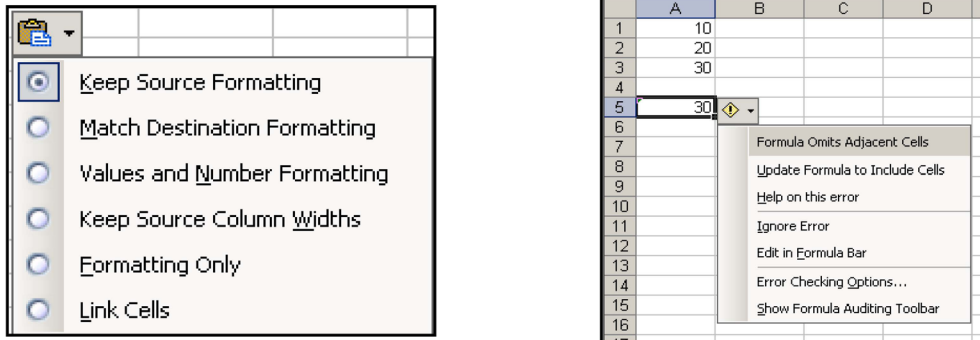 Keep Source Formatting
Match Destination Formatting
Values and Number Formatting
Keep Source Column Widths
Formatting Only
Link Cells
A B C D
1 10
2 20
3 30
4
5 30
6
7
8
9
10
11
12
13
14
15
16
Formula Omits Adjacent Cells
Update Formula to Include Cells
Help on this error
Ignore Error
Edit in Formula Bar
Error Checking Options...
Show Formula Auditing Toolbar